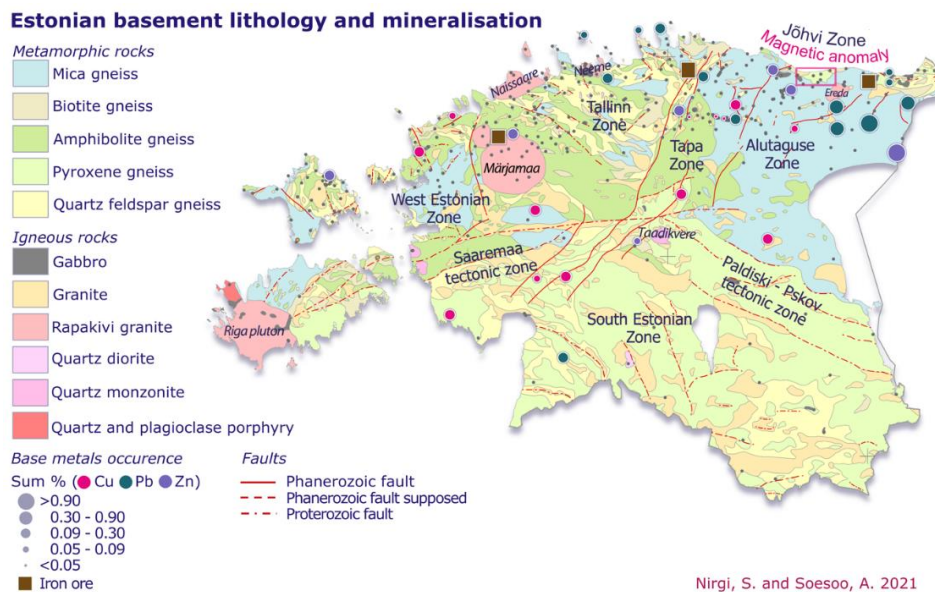 Estonian basement lithology and mineralisation
Metamorphic rocks
Mica gneiss
Biotite gneiss
Amphibolite gneiss
Pyroxene gneiss
Quartz feldspar gneiss
Igneous rocks
Gabbro
Granite
Rapakivi granite
Quartz diorite
Quartz monzonite
Quartz and plagioclase porphyry
Base metals occurence
Sum % (Cu Pb Zn)
>0.90
0.30 - 0.90
0.09 - 0.30
0.05 - 0.09
<0.05
Iron ore
Faults
Phanerozoic fault
Phanerozoic fault supposed
Proterozoic fault
Jõhvi Zone
Magnetic anomaly
Naissaare
Neeme
Ereda
Tallinn
Zone
Tapa
Zone
Alutaguse Zone
Märjamaa
West Estonian
Zone
Taadikvere
Saaremaa
tectonic zone
Paldiski - Pskov
tectonic zone
Riga pluton
South Estonian
Zone
Nirgi, S. and Soesoo, A. 2021